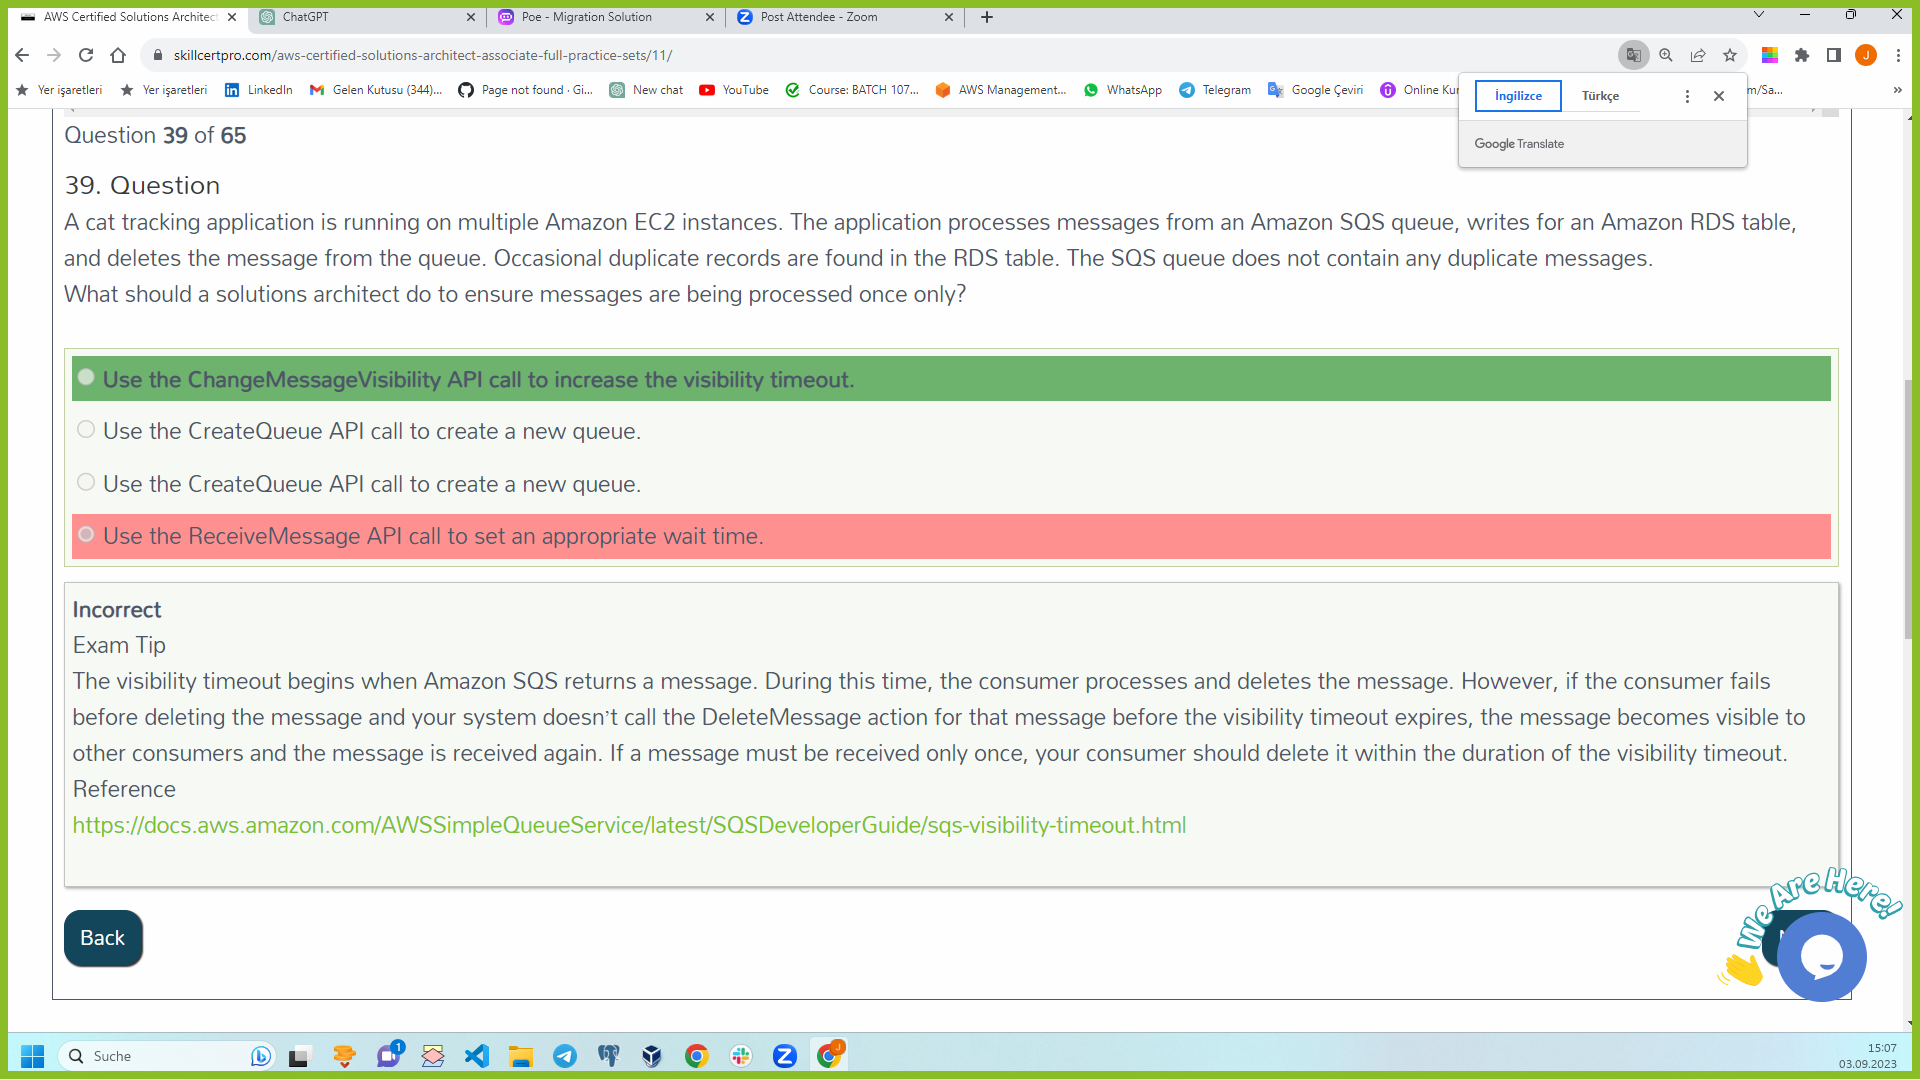 AWS Certified Solutions Architect
ChatGPT
Poe - Migration Solution
Post Attendee - Zoom
skillcertpro.com/aws-certified-solutions-architect-associate-full-practice-sets/11/
J
Yer işaretleri
Yer işaretleri
LinkedIn
Gelen Kutusu (344)...
Page not found · Gi...
New chat
YouTube
Course: BATCH 107...
AWS Management...
WhatsApp
Telegram
Google Çeviri
Online Kur
m/Sa...
»
İngilizce
Türkçe
Google Translate
Question 39 of 65
39. Question
A cat tracking application is running on multiple Amazon EC2 instances. The application processes messages from an Amazon SQS queue, writes for an Amazon RDS table,
and deletes the message from the queue. Occasional duplicate records are found in the RDS table. The SQS queue does not contain any duplicate messages.
What should a solutions architect do to ensure messages are being processed once only?
Use the ChangeMessageVisibility API call to increase the visibility timeout.
Use the CreateQueue API call to create a new queue.
Use the CreateQueue API call to create a new queue.
Use the ReceiveMessage API call to set an appropriate wait time.
Incorrect
Exam Tip
The visibility timeout begins when Amazon SQS returns a message. During this time, the consumer processes and deletes the message. However, if the consumer fails
before deleting the message and your system doesn’t call the DeleteMessage action for that message before the visibility timeout expires, the message becomes visible to
other consumers and the message is received again. If a message must be received only once, your consumer should delete it within the duration of the visibility timeout.
Reference
https://docs.aws.amazon.com/AWSSimpleQueueService/latest/SQSDeveloperGuide/sqs-visibility-timeout.html
We Are Here!
Back
Suche
1
J
15:07
03.09.2023